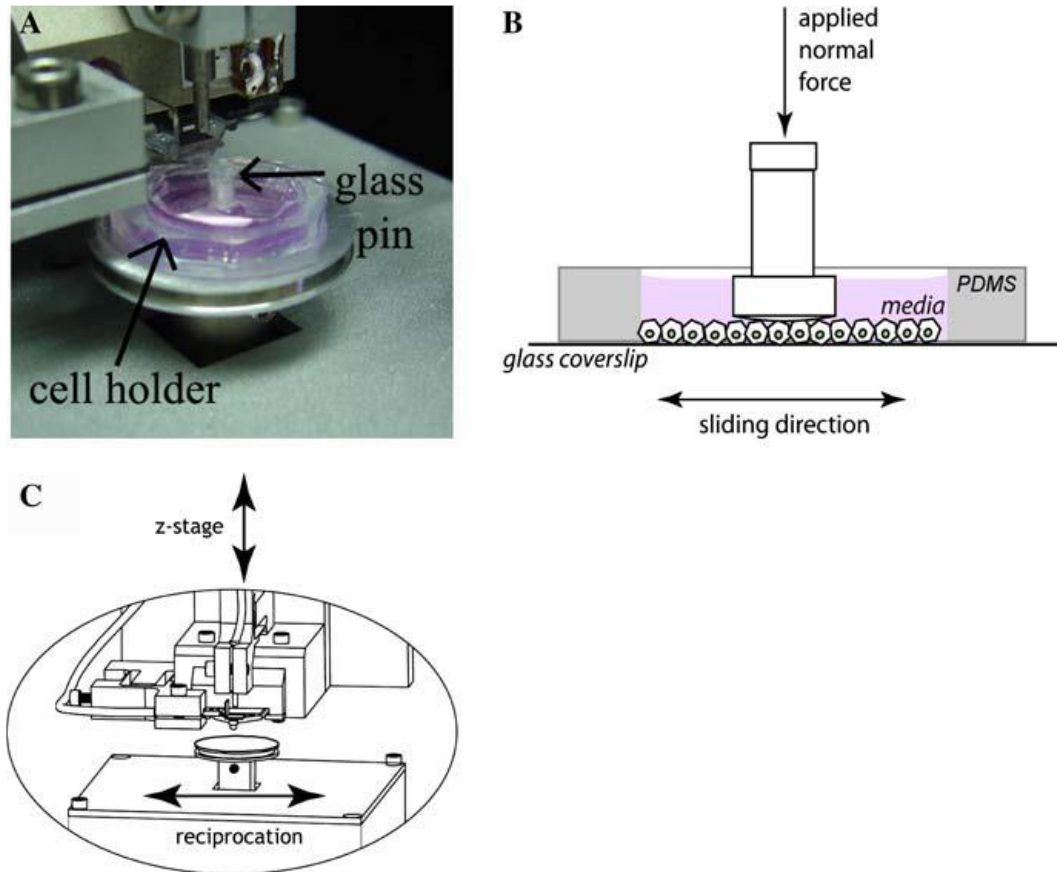 A
glass
pin
cell holder
B
applied
normal
force
PDMS
media
glass coverslip
sliding direction
C
z-stage
reciprocation